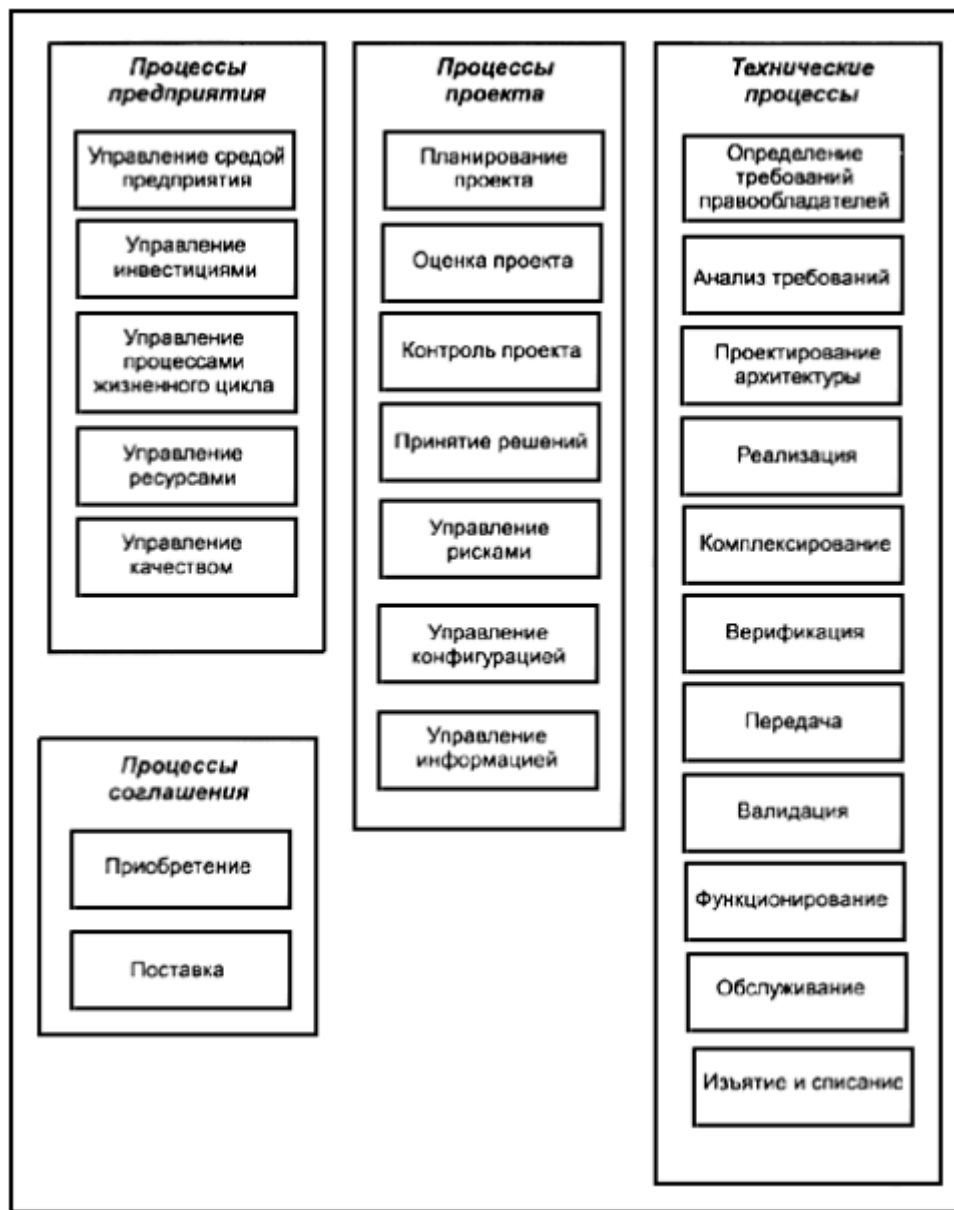 Процессы
предприятия
Управление средой
предприятия
Управление
инвестициями
Управление
процессами
жизненного цикла
Управление
ресурсами
Управление
качеством
Процессы
соглашения
Приобретение
Поставка
Процессы
проекта
Планирование
проекта
Оценка проекта
Контроль проекта
Принятие решений
Управление
рисками
Управление
конфигурацией
Управление
информацией
Технические
процессы
Определение
требований
правообладателей
Анализ требований
Проектирование
архитектуры
Реализация
Комплексирование
Верификация
Передача
Валидация
Функционирование
Обслуживание
Изъятие и списание